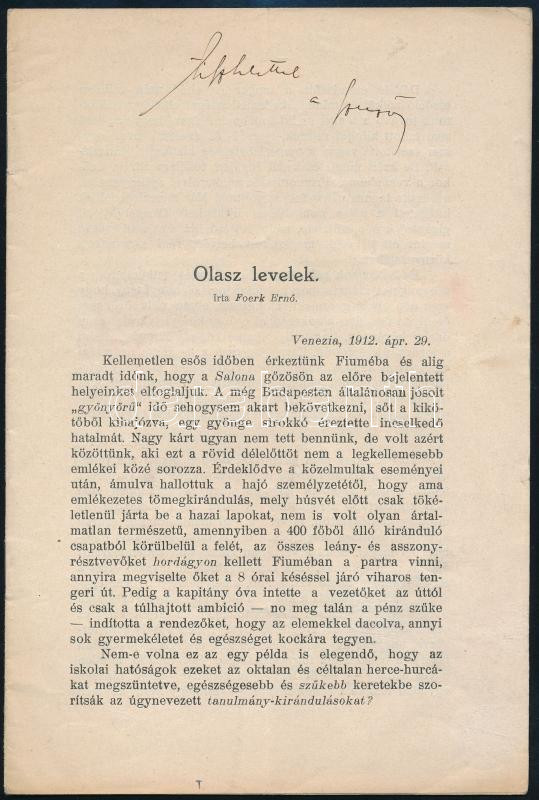 Tisztelettel
a szerző
Olasz levelek.
Irta Foerk Ernő.
Venezia, 1912. ápr. 29.
Kellemetlen esős időben érkeztünk Fiuméba és alig
maradt időnk, hogy a Salona gőzösön az előre bejelentett
helyeinket elfoglaljuk. A még Budapesten általánosan jósolt
„gyönyörű" idő sehogysem akart bekövetkezni, sőt a kikö-
tőből kihajózva, egy gyönge sirokkó éreztette incselkedő
hatalmát. Nagy kárt ugyan nem tett bennünk, de volt azért
közöttünk, aki ezt a rövid délelőttöt nem a legkellemesebb
emlékei közé sorozza. Érdeklődve a közelmultak eseményei
után, ámulva hallottuk a hajó személyzetétől, hogy ama
emlékezetes tömegkirándulás, mely húsvét előtt csak töké-
letlenül járta be a hazai lapokat, nem is volt olyan ártal-
matlan természetű, amennyiben a 400 főből álló kiránduló
csapatból körülbelül a felét, az összes leány- és asszony-
résztvevőket hordágyon kellett Fiuméban a partra vinni,
annyira megviselte őket a 8 órai késéssel járó viharos ten-
geri út. Pedig a kapitány óva intette a vezetőket az úttól
és csak a túlhajtott ambició — no meg talán a pénz szűke
— indította a rendezőket, hogy az elemekkel dacolva, annyi
sok gyermekéletet és egészséget kockára tegyen.
Nem-e volna ez az egy példa is elegendő, hogy az
iskolai hatóságok ezeket az oktalan és céltalan herce-hurcá-
kat megszüntetve, egészségesebb és szűkebb keretekbe szo-
rítsák az úgynevezett tanulmány-kirándulásokat?